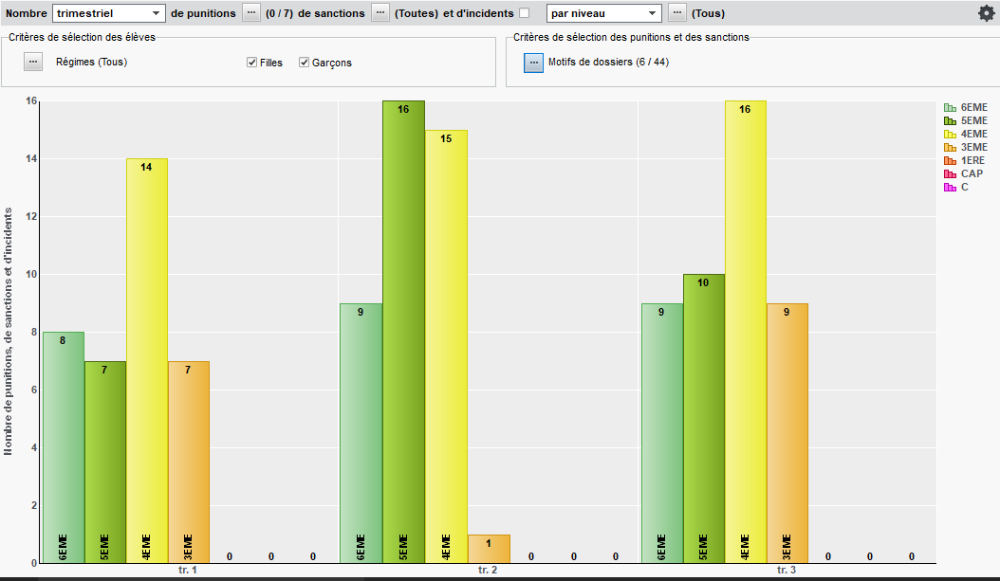 Nombre trimestriel de punitions ... (0 / 7) de sanctions ... (Toutes) et d'incidents par niveau ... (Tous)
Critères de sélection des élèves
... Régimes (Tous) Filles Garçons
Critères de sélection des punitions et des sanctions
... Motifs de dossiers (6 / 44)
Nombre de punitions, de sanctions et d'incidents
16
14
12
10
8
6
4
2
0
8 7 14 7 0 0 0
6EME 5EME 4EME 3EME
tr. 1
9 16 15 1 0 0 0
6EME 5EME 4EME
tr. 2
9 10 16 9 0 0 0
6EME 5EME 4EME 3EME
tr. 3
6EME
5EME
4EME
3EME
1ERE
CAP
C